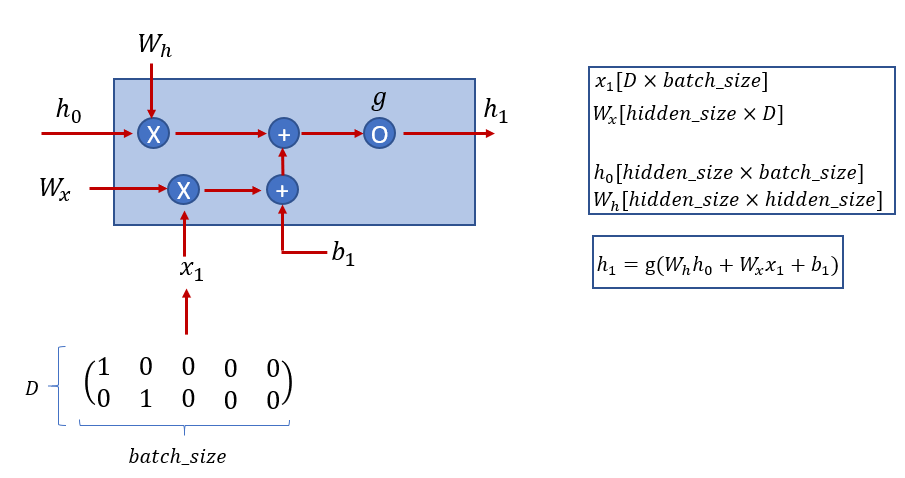 W_h
g
h_0
h_1
X
+
O
W_x
X
+
x_1
b_1
D
1 0 0 0 0
0 1 0 0 0
batch_size
x_1[D × batch_size]
W_x[hidden_size × D]
h_0[hidden_size × batch_size]
W_h[hidden_size × hidden_size]
h_1 = g(W_h h_0 + W_x x_1 + b_1)